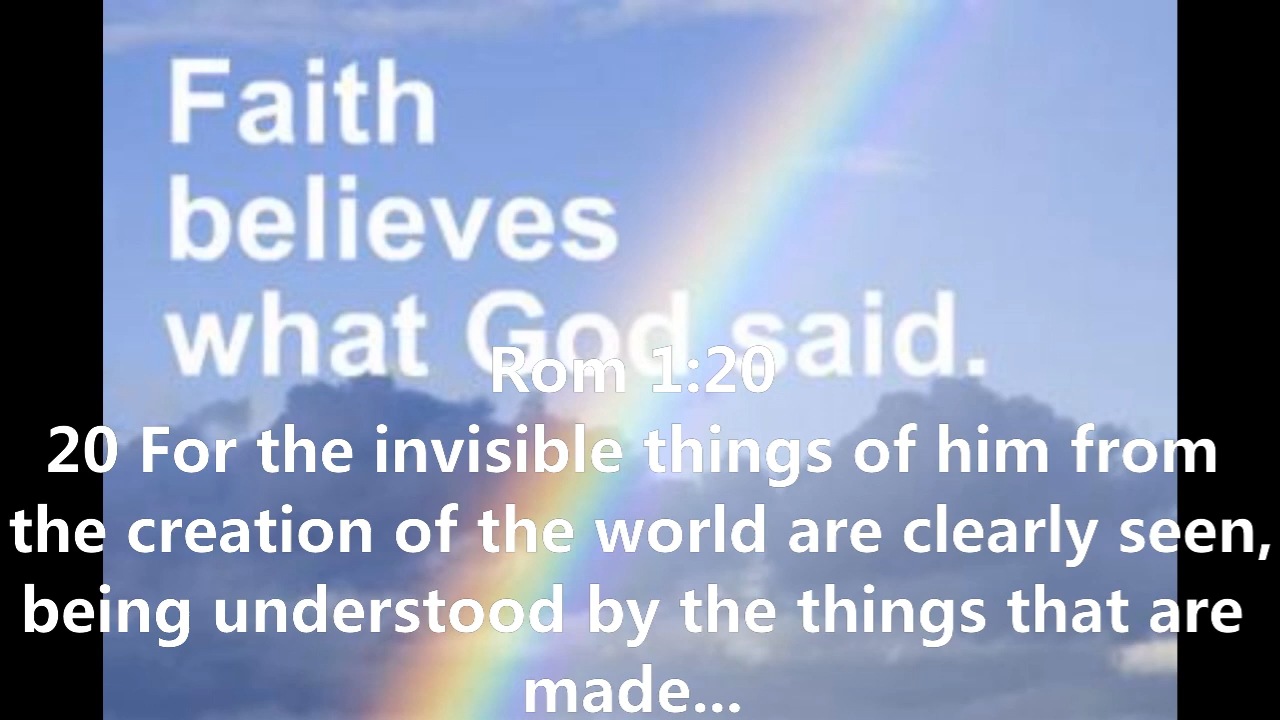 Faith
believes
what God said.
Rom 1:20
20 For the invisible things of him from
the creation of the world are clearly seen,
being understood by the things that are
made...